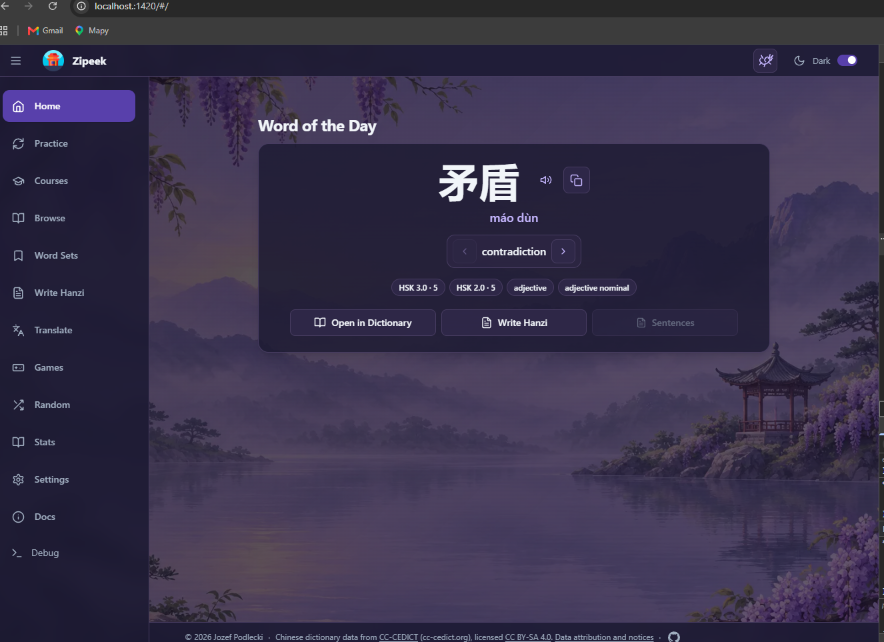 localhost:1420/#/
Gmail
Mapy
Zipeek
Dark
Home
Practice
Courses
Browse
Word Sets
Write Hanzi
Translate
Games
Random
Stats
Settings
Docs
Debug
Word of the Day
矛盾
máo dùn
contradiction
HSK 3.0 · 5 HSK 2.0 · 5 adjective adjective nominal
Open in Dictionary Write Hanzi Sentences
© 2026 Jozef Podlecki · Chinese dictionary data from CC-CEDICT (cc-cedict.org), licensed CC BY-SA 4.0. Data attribution and notices ·